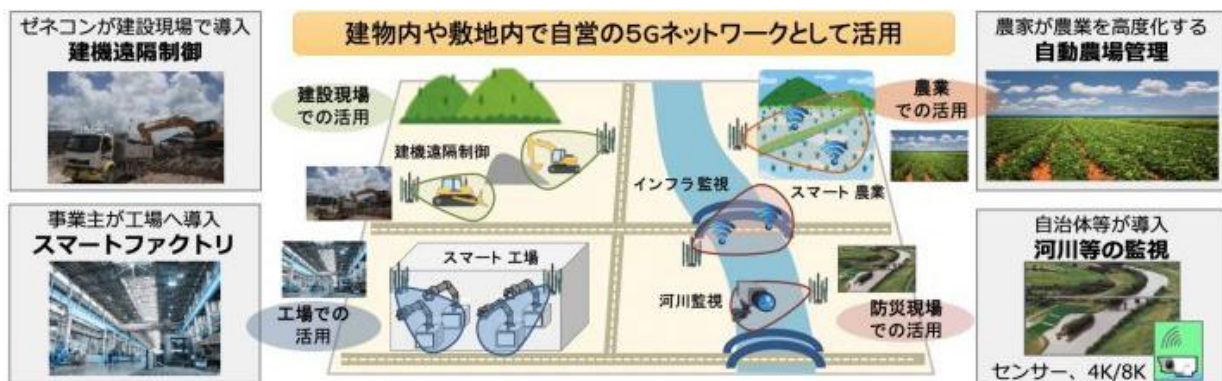 建物内や敷地内で自営の5Gネットワークとして活用
ゼネコンが建設現場で導入
建機遠隔制御
事業主が工場へ導入
スマートファクトリ
建設現場
での活用
建機遠隔制御
スマート 工場
工場での
活用
インフラ監視
スマート 農業
農業
での活用
河川監視
防災現場
での活用
農家が農業を高度化する
自動農場管理
自治体等が導入
河川等の監視
センサー、4K/8K